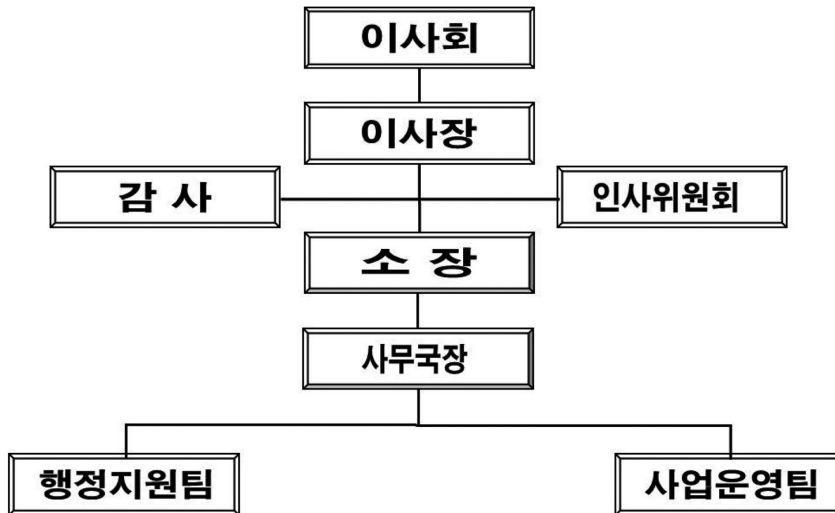 이사회
이사장
감 사
인사위원회
소 장
사무국장
행정지원팀
사업운영팀